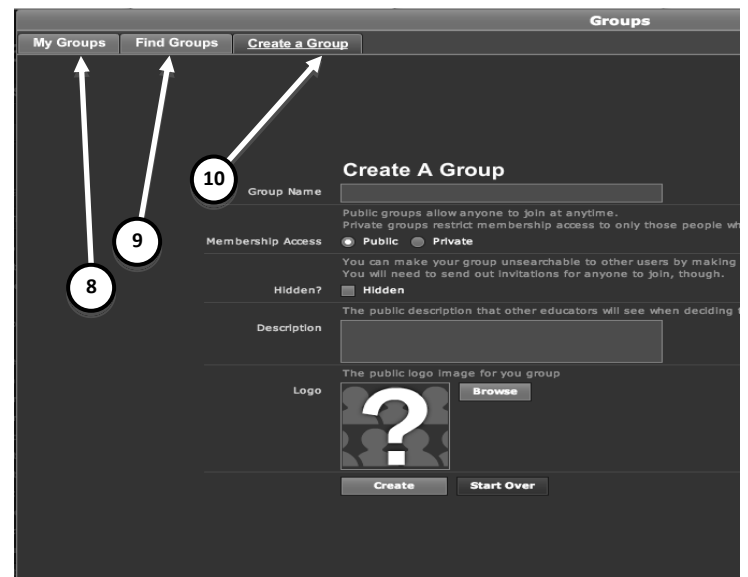 Groups
My Groups Find Groups Create a Group
10
9
8
Create A Group
Group Name
Public groups allow anyone to join at anytime.
Private groups restrict membership access to only those people
Membership Access Public Private
You can make your group unsearchable to other users by making
You will need to send out invitations for anyone to join, though.
Hidden? Hidden
The public description that other educators will see when deciding
Description
The public logo image for you group
Logo
?
Browse
Create Start Over